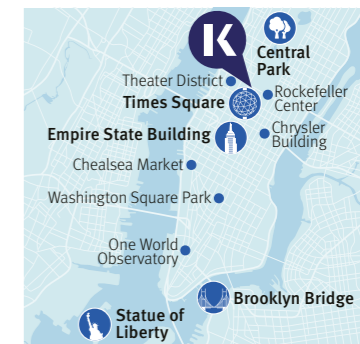 K
Central
Park
Theater District
Rockefeller
Center
Times Square
Empire State Building
Chrysler
Building
Chealsea Market
Washington Square Park
One World
Observatory
Brooklyn Bridge
Statue of
Liberty